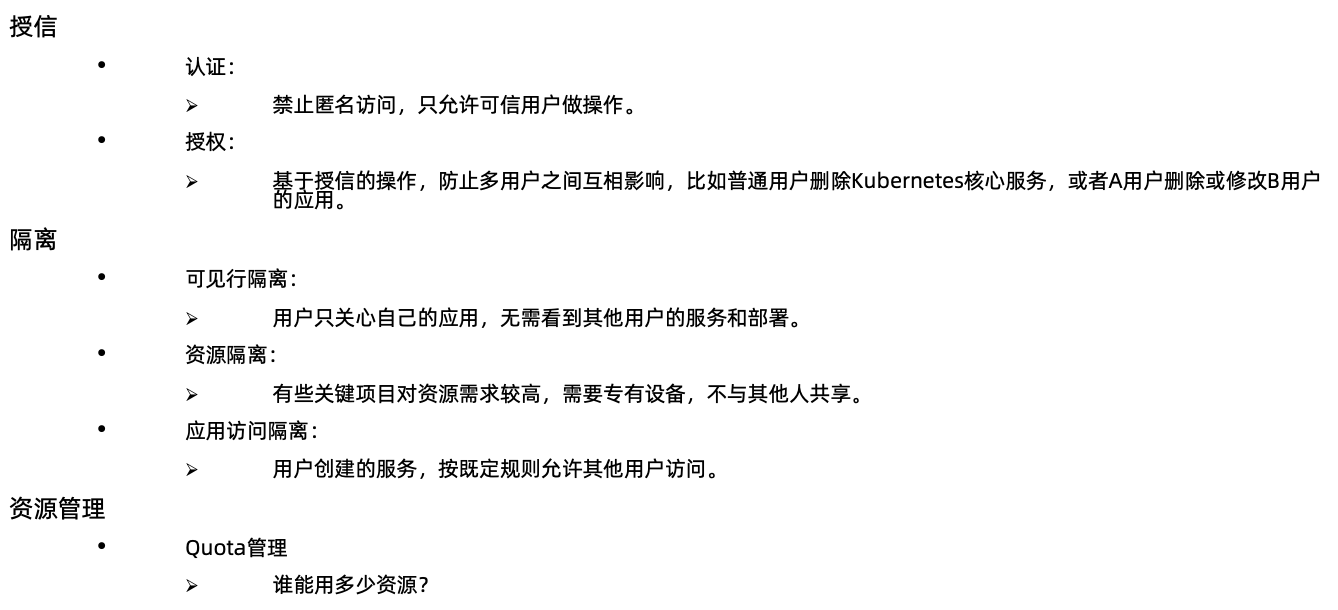 授信
• 认证：
➢ 禁止匿名访问，只允许可信用户做操作。
• 授权：
➢ 基于授信的操作，防止多用户之间互相影响，比如普通用户删除Kubernetes核心服务，或者A用户删除或修改B用户
的应用。
隔离
• 可见行隔离：
➢ 用户只关心自己的应用，无需看到其他用户的服务和部署。
• 资源隔离：
➢ 有些关键项目对资源需求较高，需要专有设备，不与其他人共享。
• 应用访问隔离：
➢ 用户创建的服务，按既定规则允许其他用户访问。
资源管理
• Quota管理
➢ 谁能用多少资源？